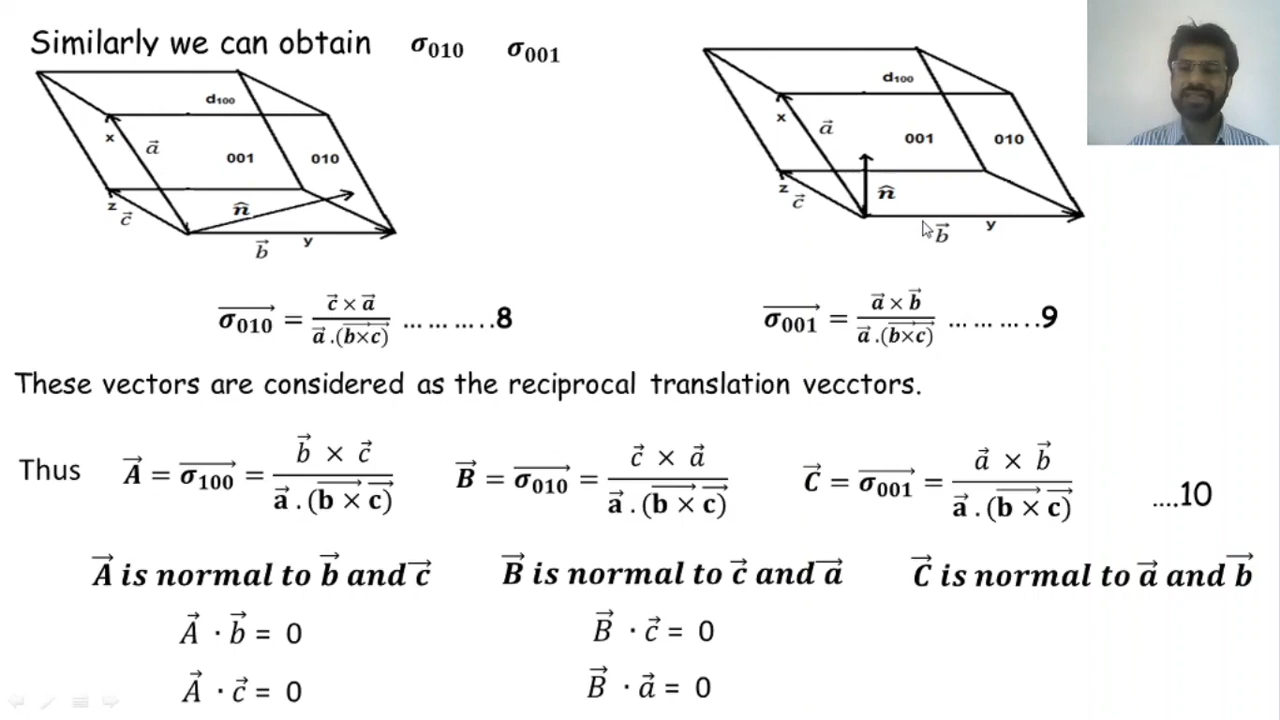 Similarly we can obtain σ₀₁₀ σ₀₀₁
d₁₀₀
x
a⃗
001
010
z
c⃗
n̂
b⃗
y
d₁₀₀
x
a⃗
001
010
z
c⃗
n̂
b⃗
y
σ₀₁₀⃗ = (c⃗ × a⃗) / (a⃗ .(b⃗×c⃗)) ... ... ... ..8
σ₀₀₁⃗ = (a⃗ × b⃗) / (a⃗ .(b⃗×c⃗)) ... ... ... ..9
These vectors are considered as the reciprocal translation vecctors.
Thus A⃗ = σ₁₀₀⃗ = (b⃗ × c⃗) / (a⃗ . (b⃗ × c⃗)) B⃗ = σ₀₁₀⃗ = (c⃗ × a⃗) / (a⃗ . (b⃗ × c⃗)) C⃗ = σ₀₀₁⃗ = (a⃗ × b⃗) / (a⃗ . (b⃗ × c⃗)) ....10
A⃗ is normal to b⃗ and c⃗
B⃗ is normal to c⃗ and a⃗
C⃗ is normal to a⃗ and b⃗
A⃗ · b⃗ = 0
B⃗ · c⃗ = 0
A⃗ · c⃗ = 0
B⃗ · a⃗ = 0